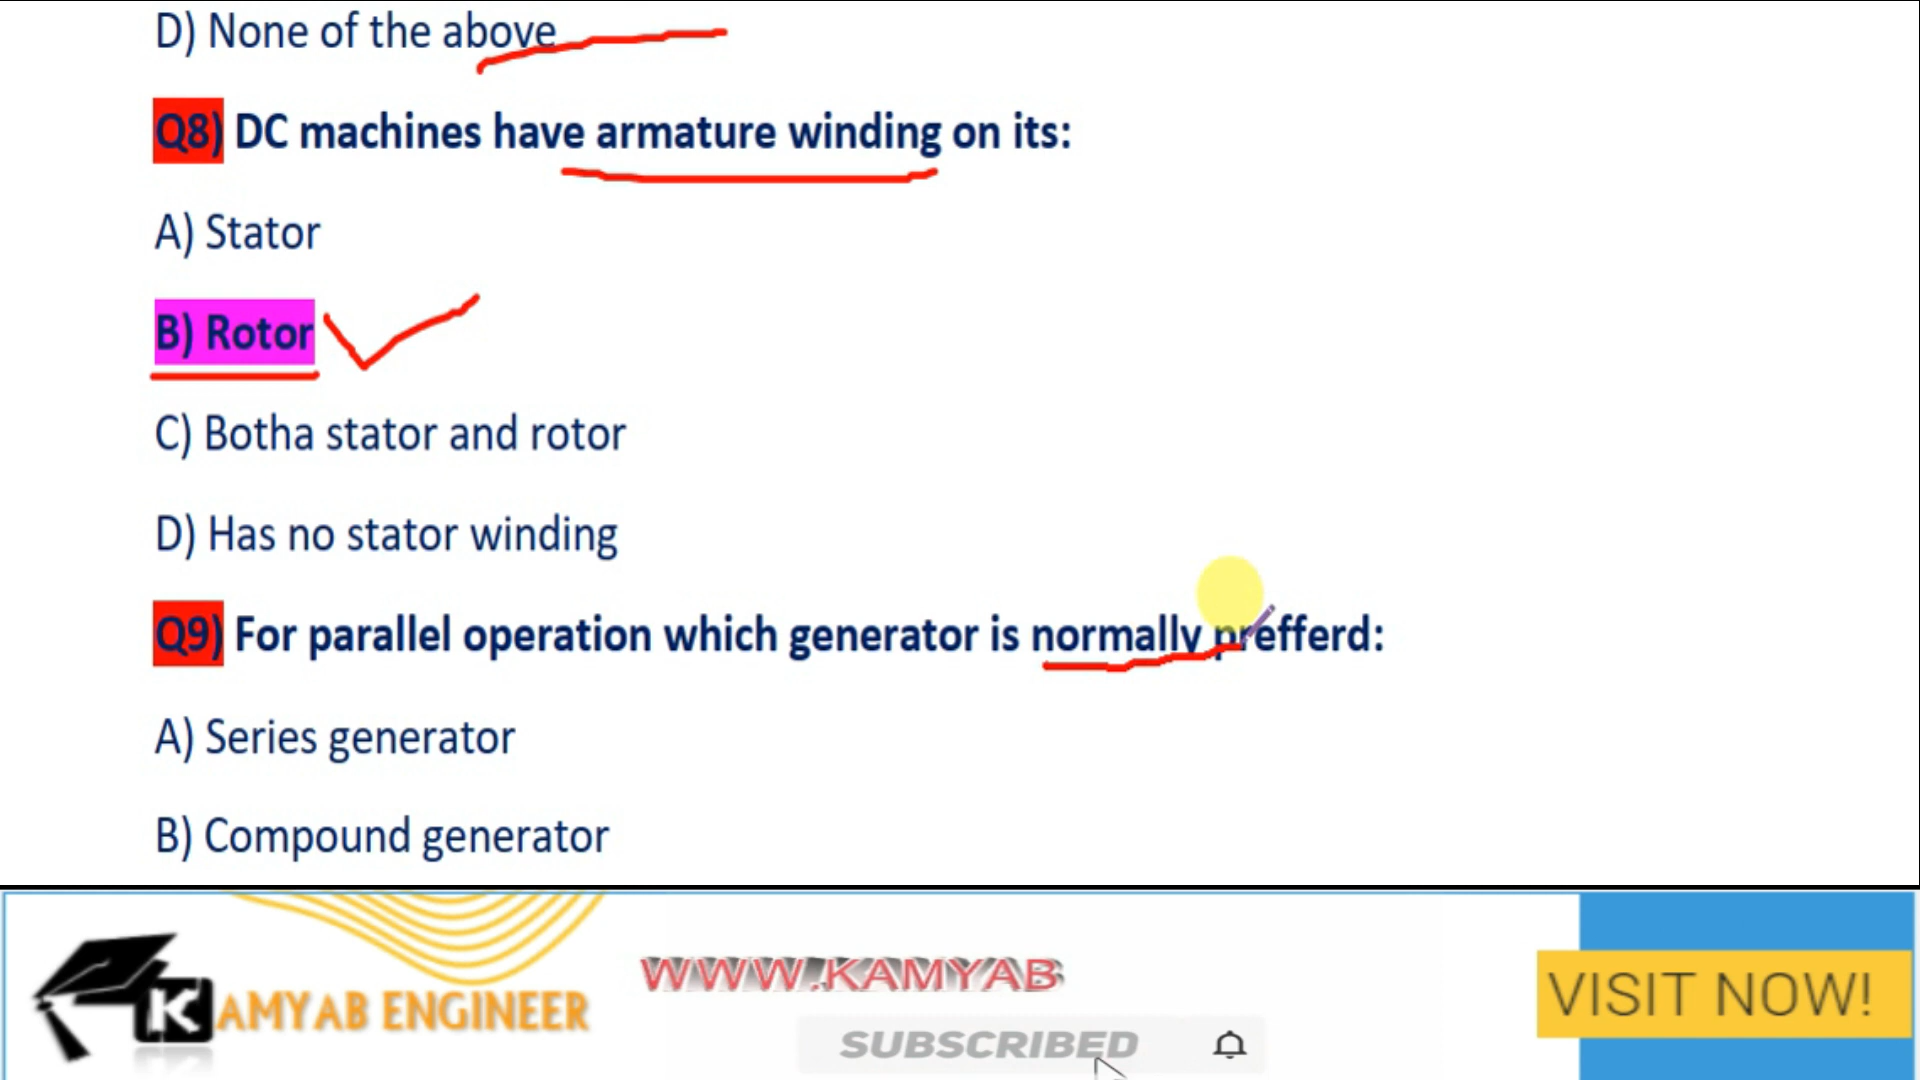 D) None of the above
Q8) DC machines have armature winding on its:
A) Stator
B) Rotor
C) Botha stator and rotor
D) Has no stator winding
Q9) For parallel operation which generator is normally prefferd:
A) Series generator
B) Compound generator
KAMYAB ENGINEER
WWW.KAMYAB
SUBSCRIBED
VISIT NOW!